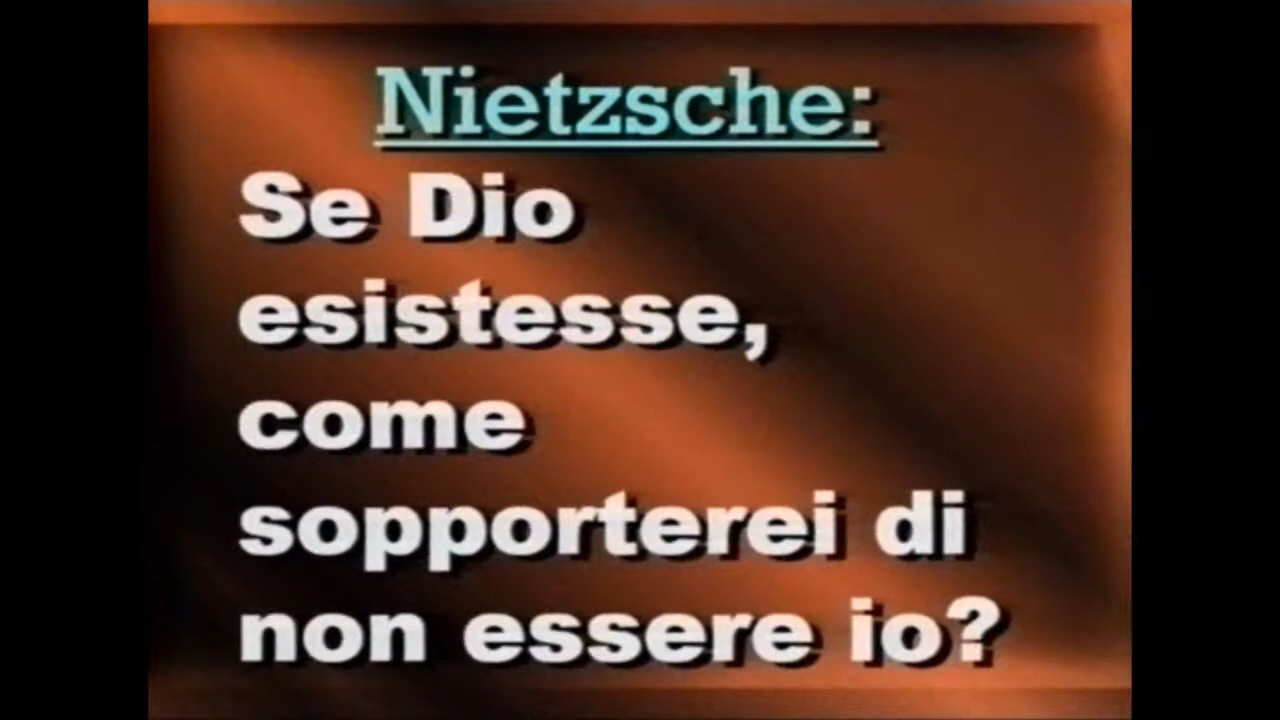 Nietzsche:
Se Dio
esistesse,
come
sopporterei di
non essere io?